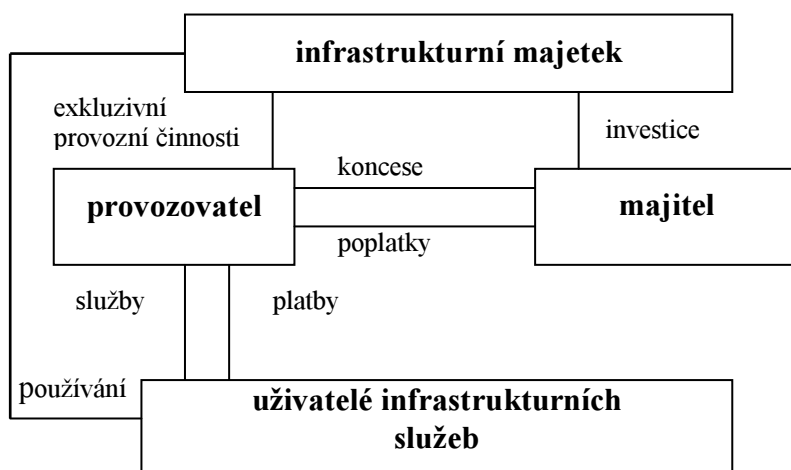 infrastrukturní majetek
exkluzivní
provozní činnosti
investice
koncese
provozovatel
majitel
poplatky
služby
platby
používání
uživatelé infrastrukturních
služeb